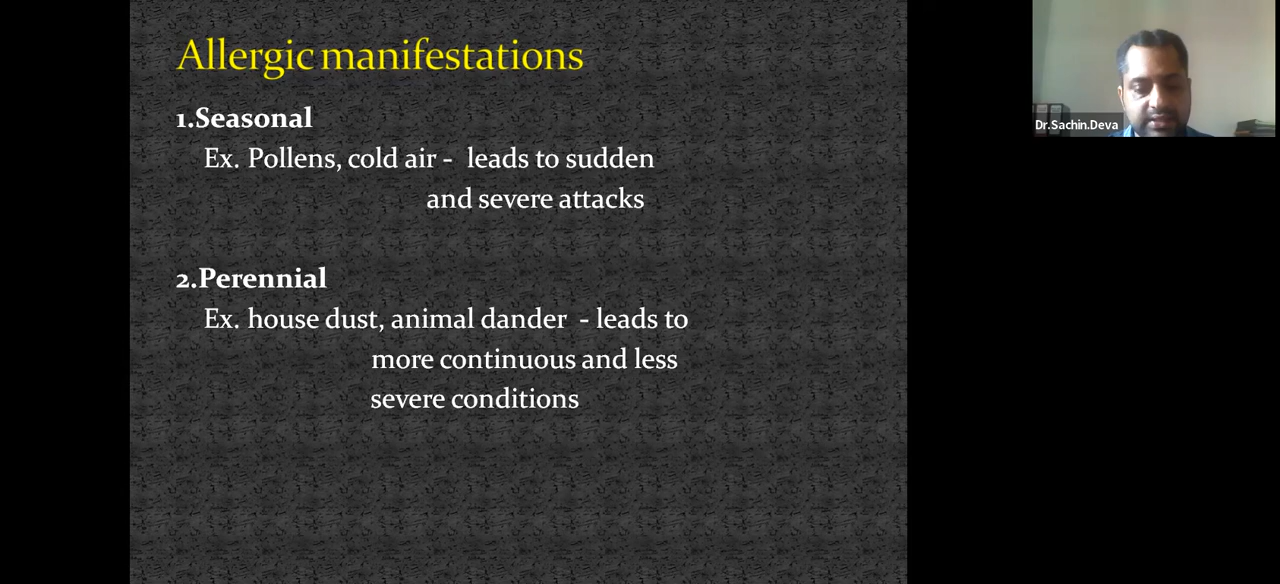 Allergic manifestations
1.Seasonal
Ex. Pollens, cold air - leads to sudden
and severe attacks
2.Perennial
Ex. house dust, animal dander - leads to
more continuous and less
severe conditions
Dr.Sachin.Deva